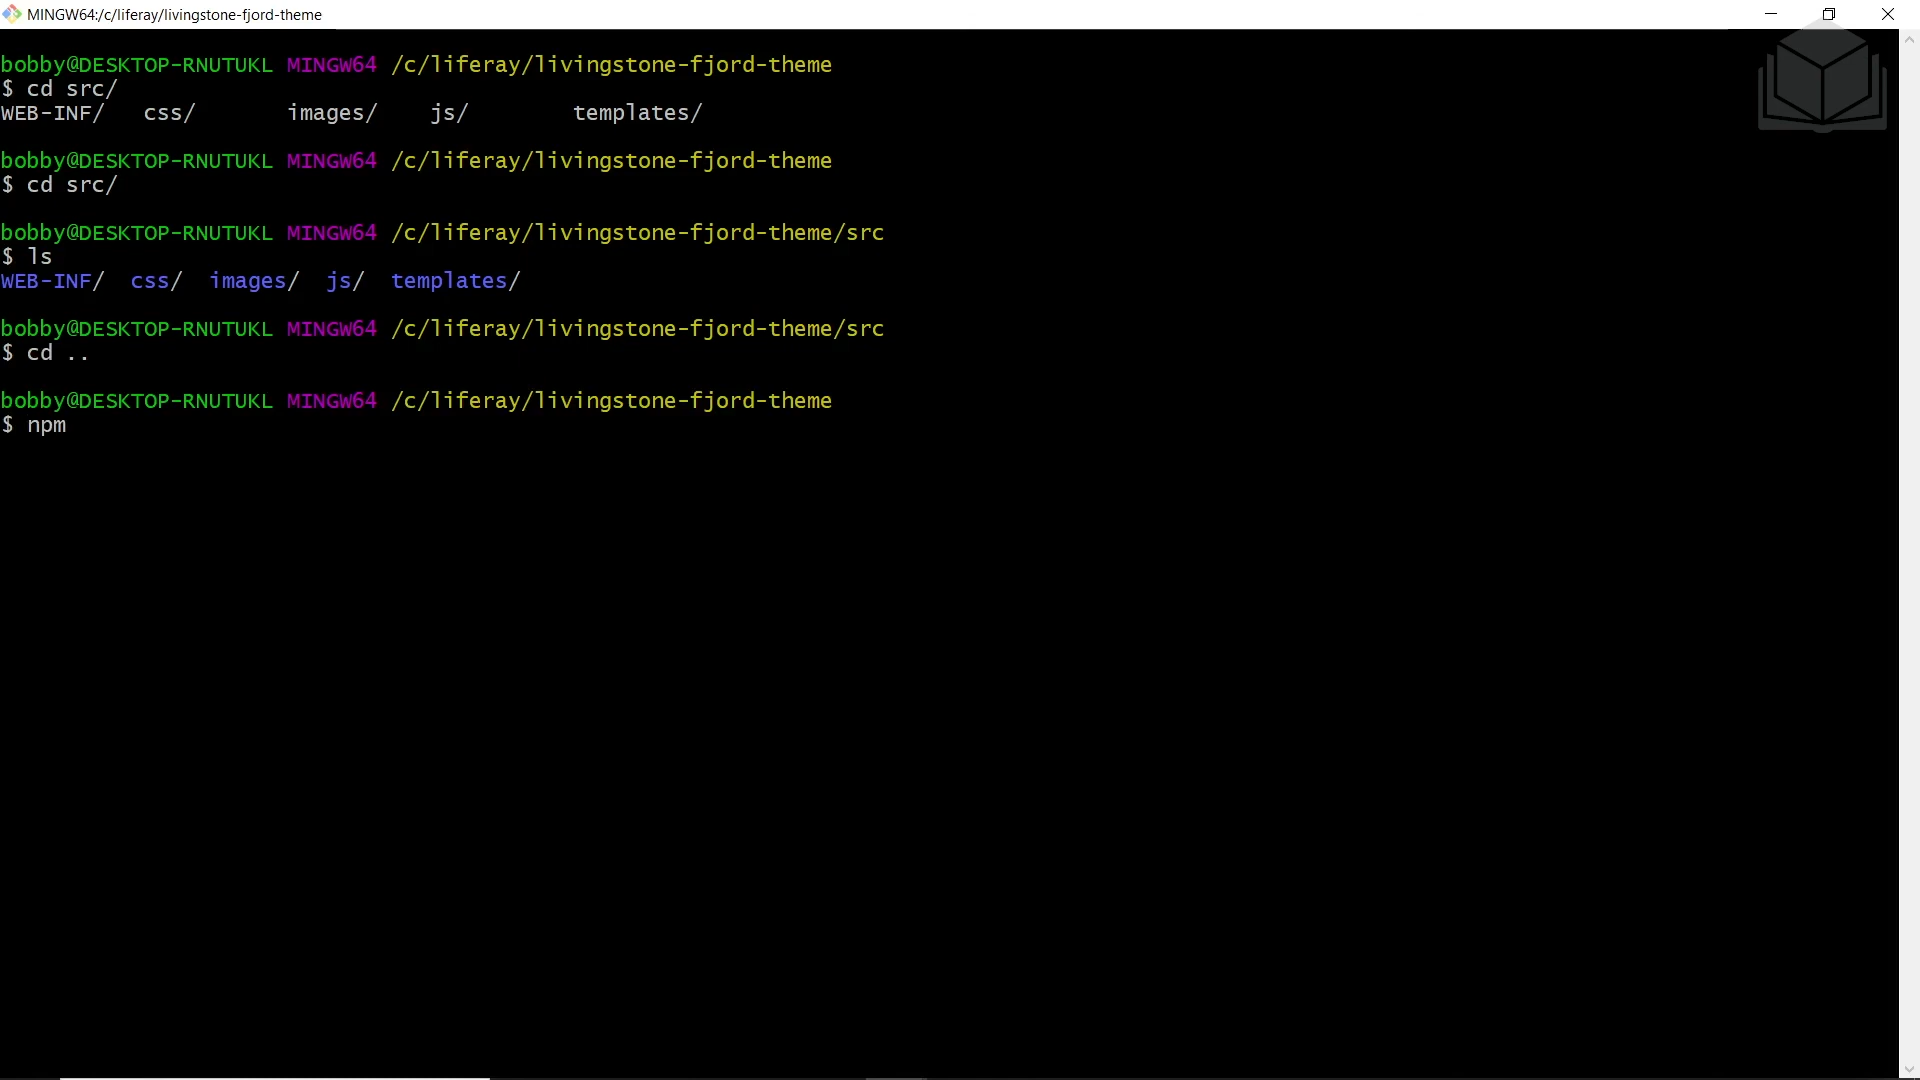 MINGW64:/c/liferay/livingstone-fjord-theme
bobby@DESKTOP-RNUTUKL MINGW64 /c/liferay/livingstone-fjord-theme
$ cd src/
WEB-INF/ css/ images/ js/ templates/
bobby@DESKTOP-RNUTUKL MINGW64 /c/liferay/livingstone-fjord-theme
$ cd src/
bobby@DESKTOP-RNUTUKL MINGW64 /c/liferay/livingstone-fjord-theme/src
$ ls
WEB-INF/ css/ images/ js/ templates/
bobby@DESKTOP-RNUTUKL MINGW64 /c/liferay/livingstone-fjord-theme/src
$ cd ..
bobby@DESKTOP-RNUTUKL MINGW64 /c/liferay/livingstone-fjord-theme
$ npm